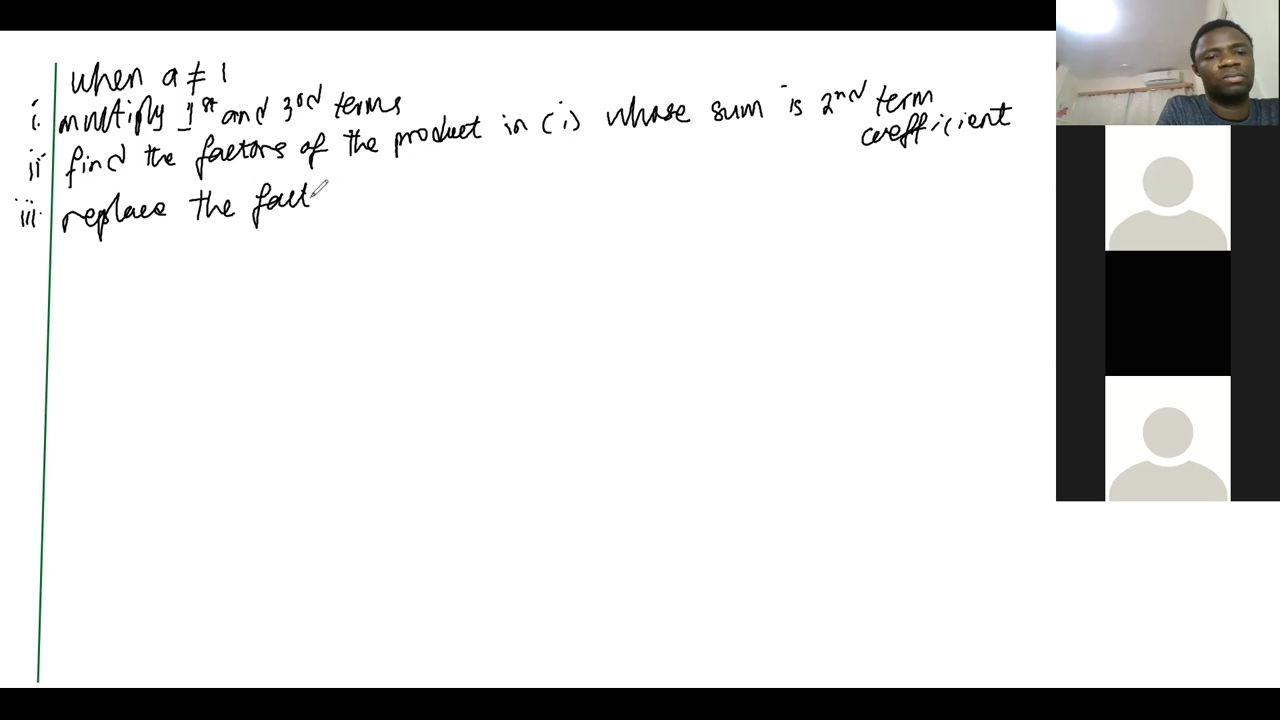 when a ≠ 1
i. multiply 1st and 3rd terms
ii find the factors of the product in (i) whose sum is 2nd term coefficient
iii. replace the fact